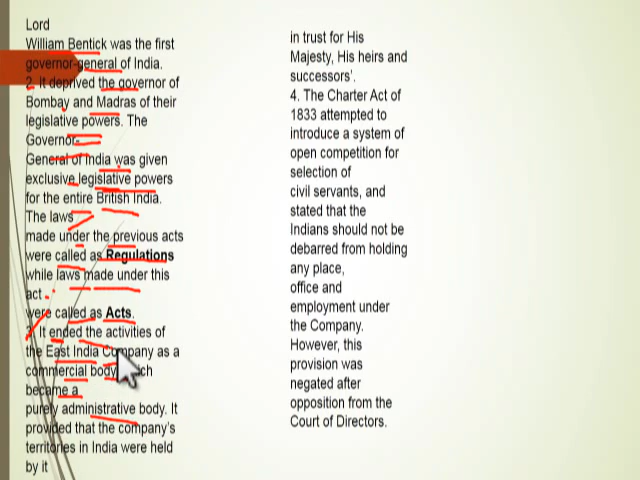 Lord
William Bentick was the first
governor-general of India.
2. It deprived the governor of
Bombay and Madras of their
legislative powers. The
Governor-
General of India was given
exclusive legislative powers
for the entire British India.
The laws
made under the previous acts
were called as Regulations
while laws made under this
act
were called as Acts.
3. It ended the activities of
the East India Company as a
commercial body,
became a
purely administrative body. It
provided that the company's
territories in India were held
by it
in trust for His
Majesty, His heirs and
successors'.
4. The Charter Act of
1833 attempted to
introduce a system of
open competition for
selection of
civil servants, and
stated that the
Indians should not be
debarred from holding
any place,
office and
employment under
the Company.
However, this
provision was
negated after
opposition from the
Court of Directors.